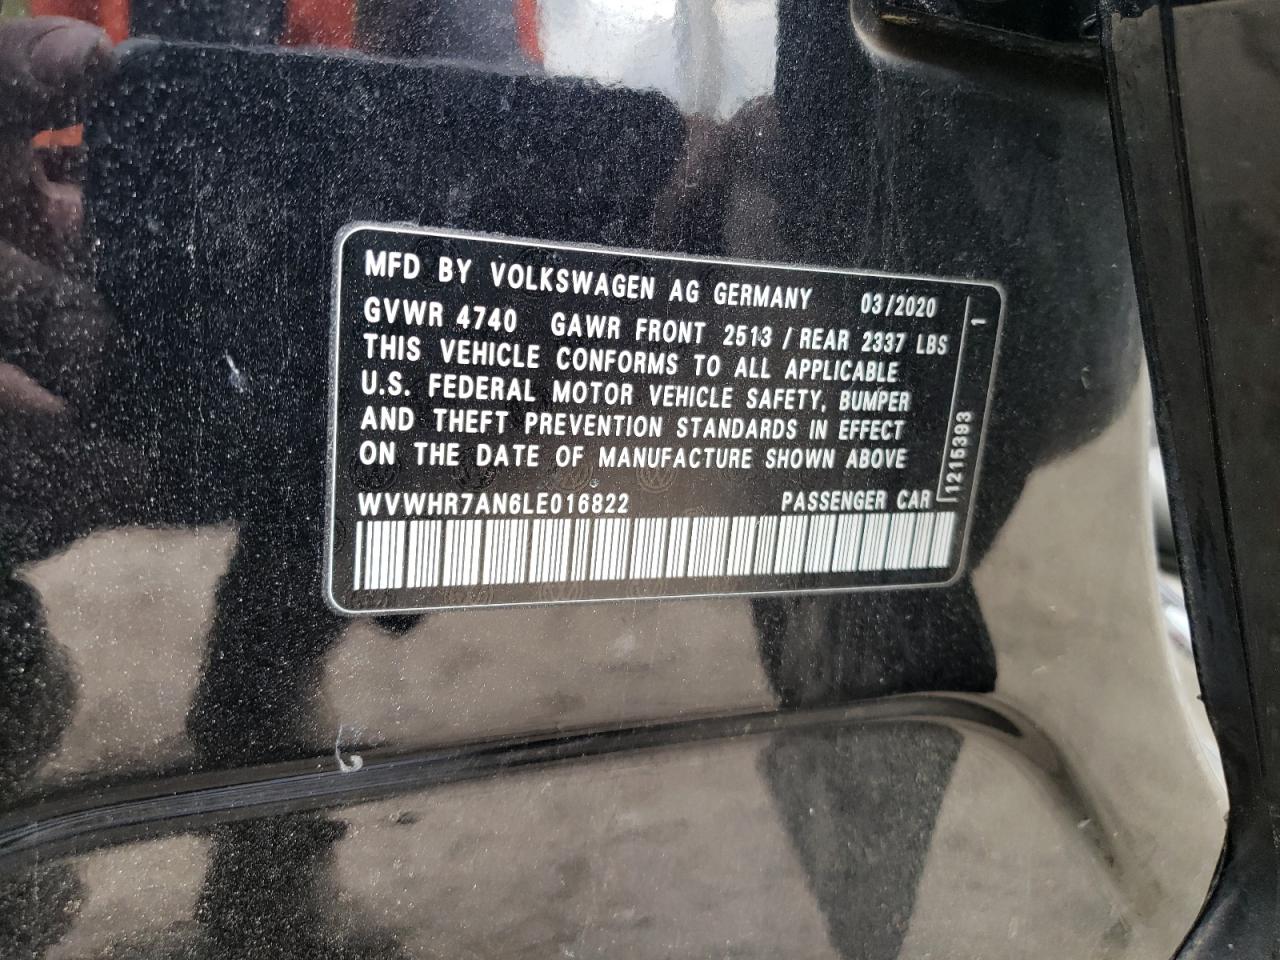 MFD BY VOLKSWAGEN AG GERMANY 03/2020
GVWR 4740 GAWR FRONT 2513 / REAR 2337 LBS
THIS VEHICLE CONFORMS TO ALL APPLICABLE
U.S. FEDERAL MOTOR VEHICLE SAFETY, BUMPER
AND THEFT PREVENTION STANDARDS IN EFFECT
ON THE DATE OF MANUFACTURE SHOWN ABOVE
WVWHR7AN6LE016822 PASSENGER CAR
1215393 1